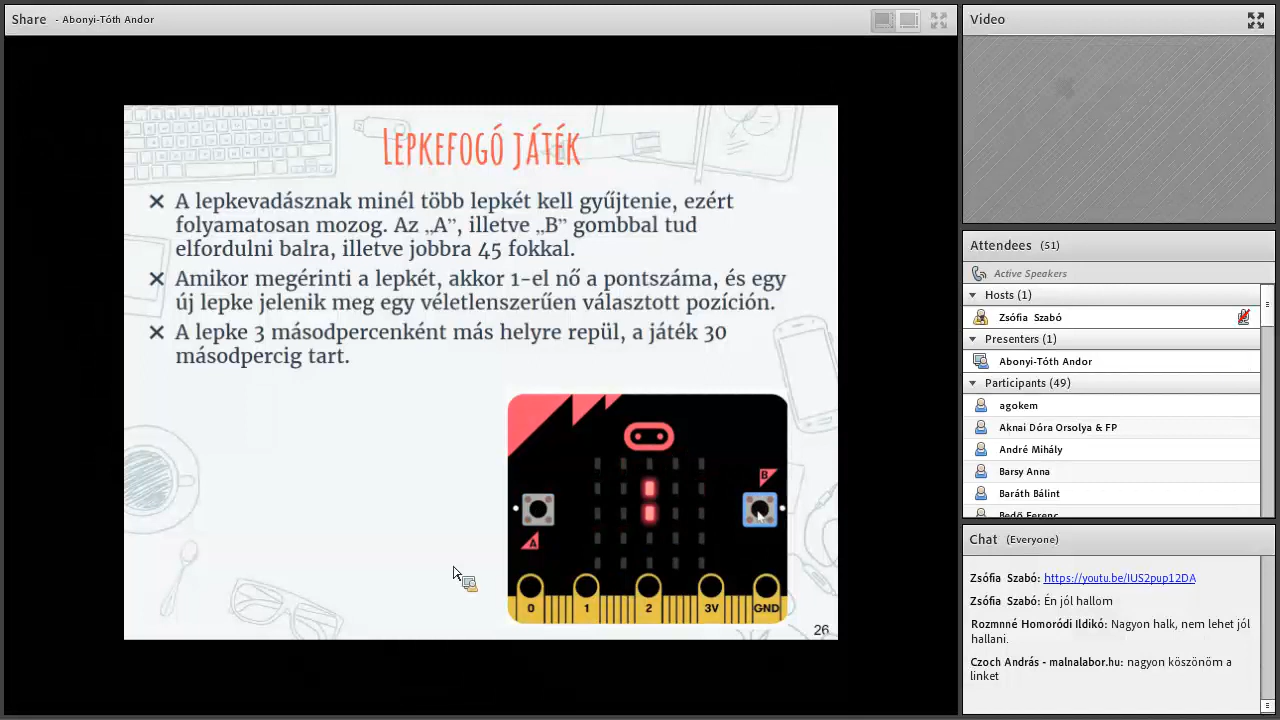 Share - Abonyi-Tóth Andor
Video
LEPKEFOGÓ JÁTÉK
A lepkevadásznak minél több lepkét kell gyűjtenie, ezért
folyamatosan mozog. Az „A”, illetve „B” gombbal tud
elfordulni balra, illetve jobbra 45 fokkal.
Amikor megérinti a lepkét, akkor 1-el nő a pontszáma, és egy
új lepke jelenik meg egy véletlenszerűen választott pozíción.
A lepke 3 másodpercenként más helyre repül, a játék 30
másodpercig tart.
B
A
0 1 2 3V GND
26
Attendees (51)
Active Speakers
Hosts (1)
Zsófia Szabó
Presenters (1)
Abonyi-Tóth Andor
Participants (49)
agokem
Aknai Dóra Orsolya & FP
André Mihály
Barsy Anna
Baráth Bálint
Bedő Ferenc
Chat (Everyone)
Zsófia Szabó: https://youtu.be/IUS2pup12DA
Zsófia Szabó: Én jól hallom
Rozmnné Homoródi Ildikó: Nagyon halk, nem lehet jól
hallani.
Czoch András - malnalabor.hu: nagyon köszönöm a
linket